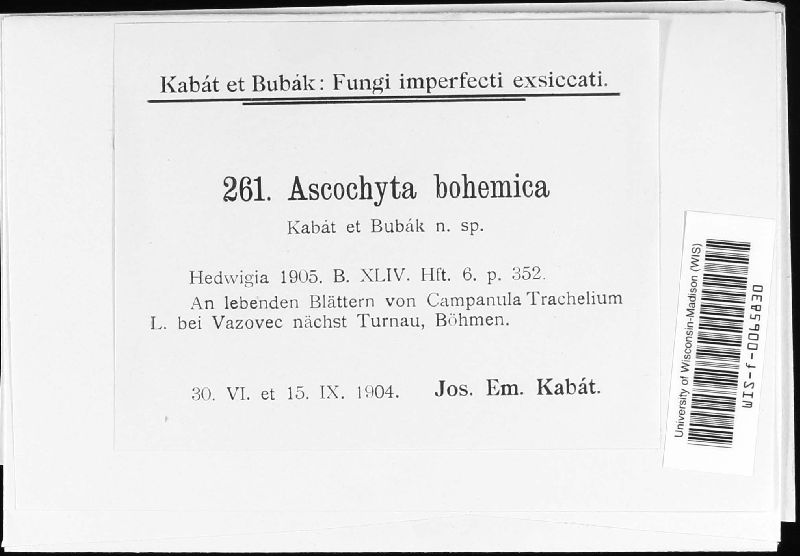 Kabát et Bubák: Fungi imperfecti exsiccati.
261. Ascochyta bohemica
Kabát et Bubák n. sp.
Hedwigia 1905. B. XLIV. Hft. 6. p. 352.
An lebenden Blättern von Campanula Trachelium
L. bei Vazovec nächst Turnau, Böhmen.
30. VI. et 15. IX. 1904. Jos. Em. Kabát.
University of Wisconsin-Madison (WIS)
WIS-f-0065930